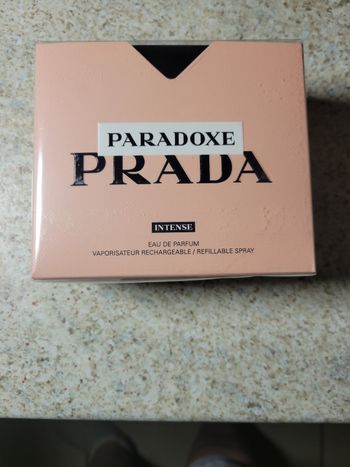 PARADOXE
PRADA
INTENSE
EAU DE PARFUM
VAPORISATEUR RECHARGEABLE / REFILLABLE SPRAY